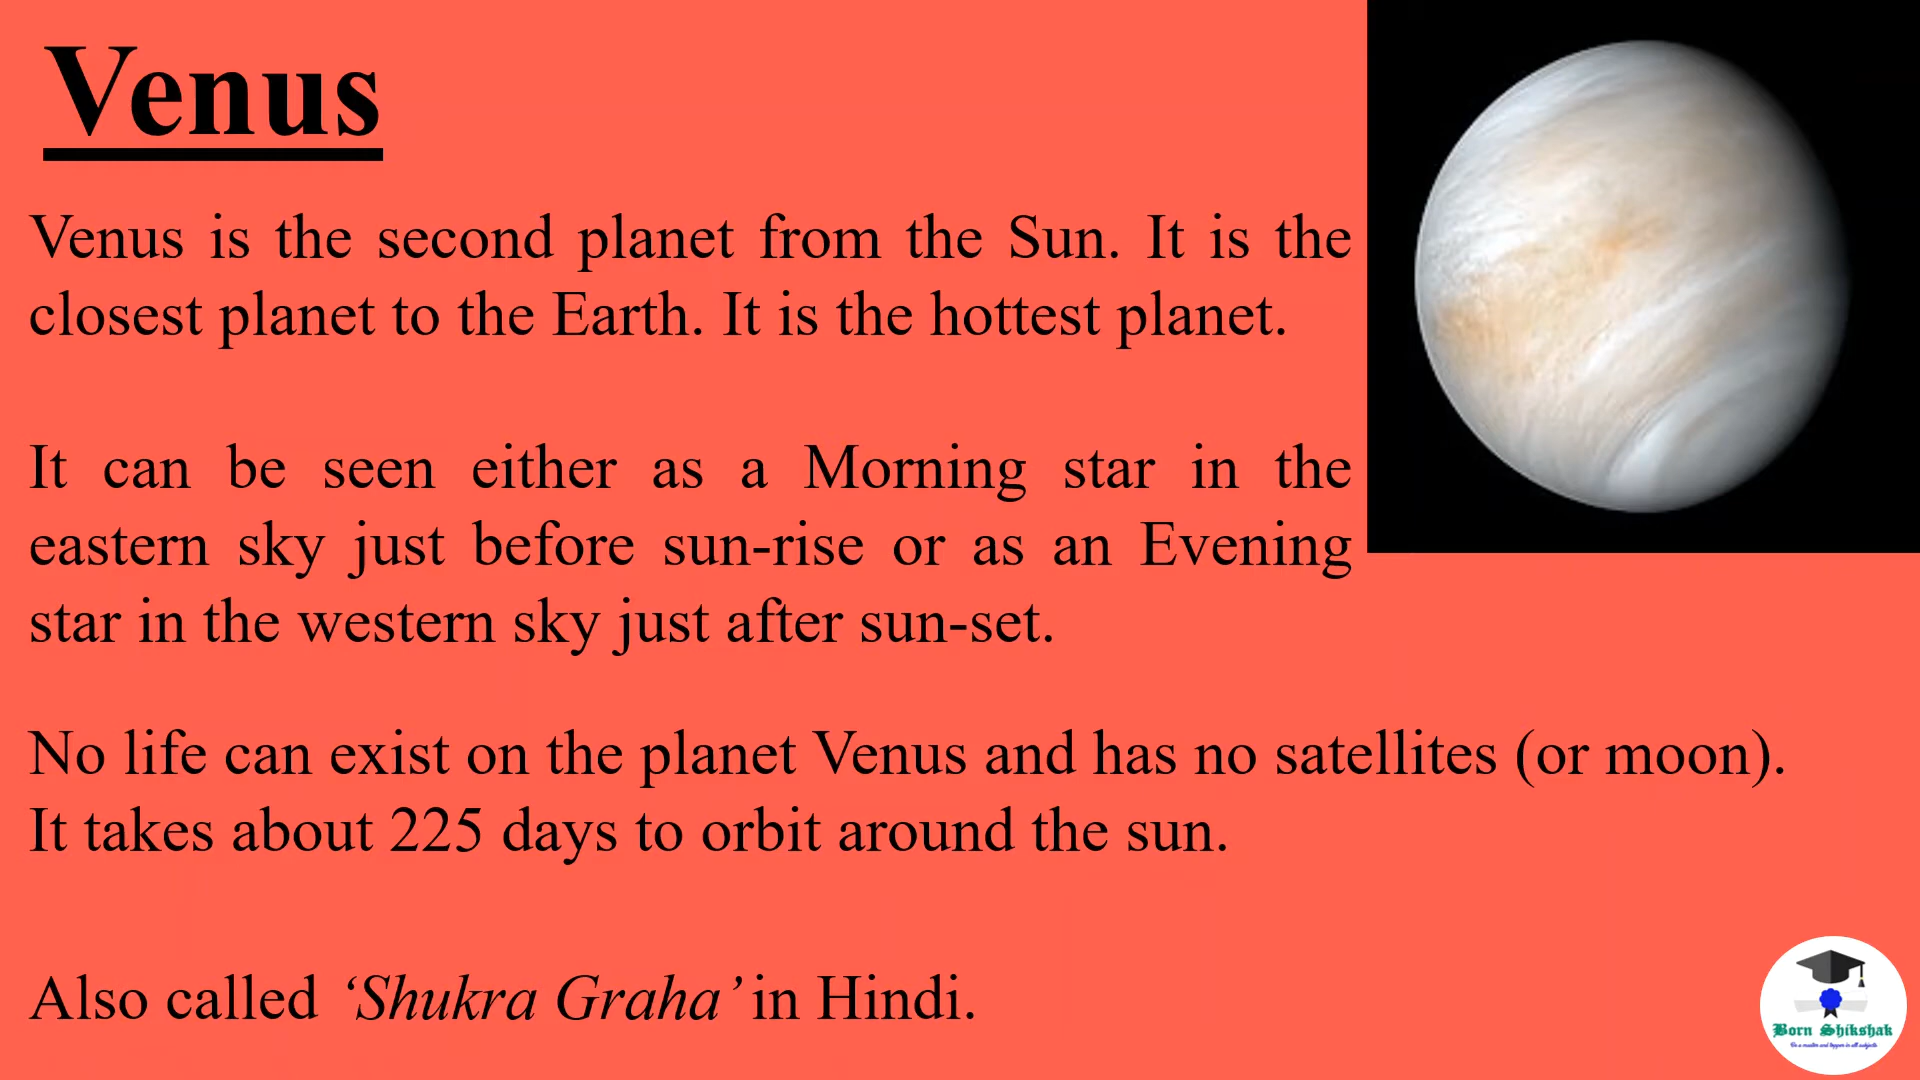 Venus
Venus is the second planet from the Sun. It is the
closest planet to the Earth. It is the hottest planet.
It can be seen either as a Morning star in the
eastern sky just before sun-rise or as an Evening
star in the western sky just after sun-set.
No life can exist on the planet Venus and has no satellites (or moon).
It takes about 225 days to orbit around the sun.
Also called ‘Shukra Graha’ in Hindi.
Born Shikshak